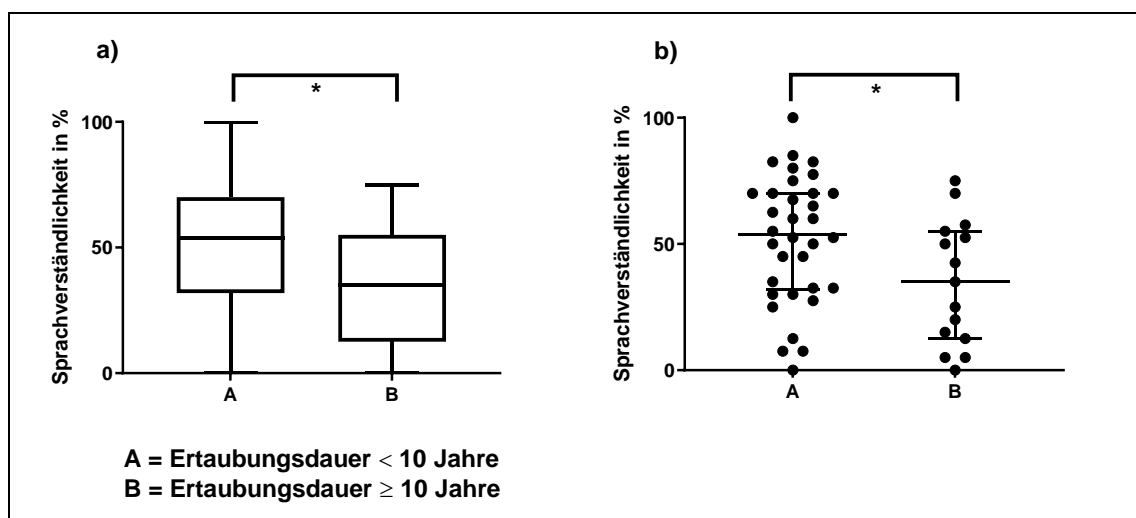 a)
*
Sprachverständlichkeit in %
100
50
0
A
B
b)
*
Sprachverständlichkeit in %
100
50
0
A
B
A = Ertaubungsdauer < 10 Jahre
B = Ertaubungsdauer ≥ 10 Jahre